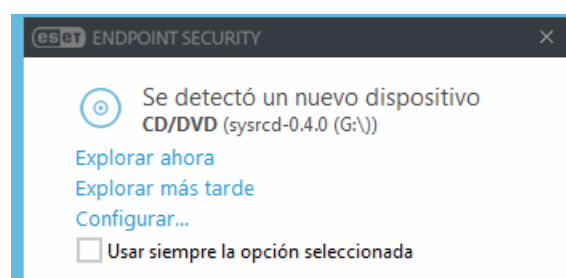 eset ENDPOINT SECURITY
Se detectó un nuevo dispositivo
CD/DVD (sysrcd-0.4.0 (G:\))
Explorar ahora
Explorar más tarde
Configurar...
Usar siempre la opción seleccionada